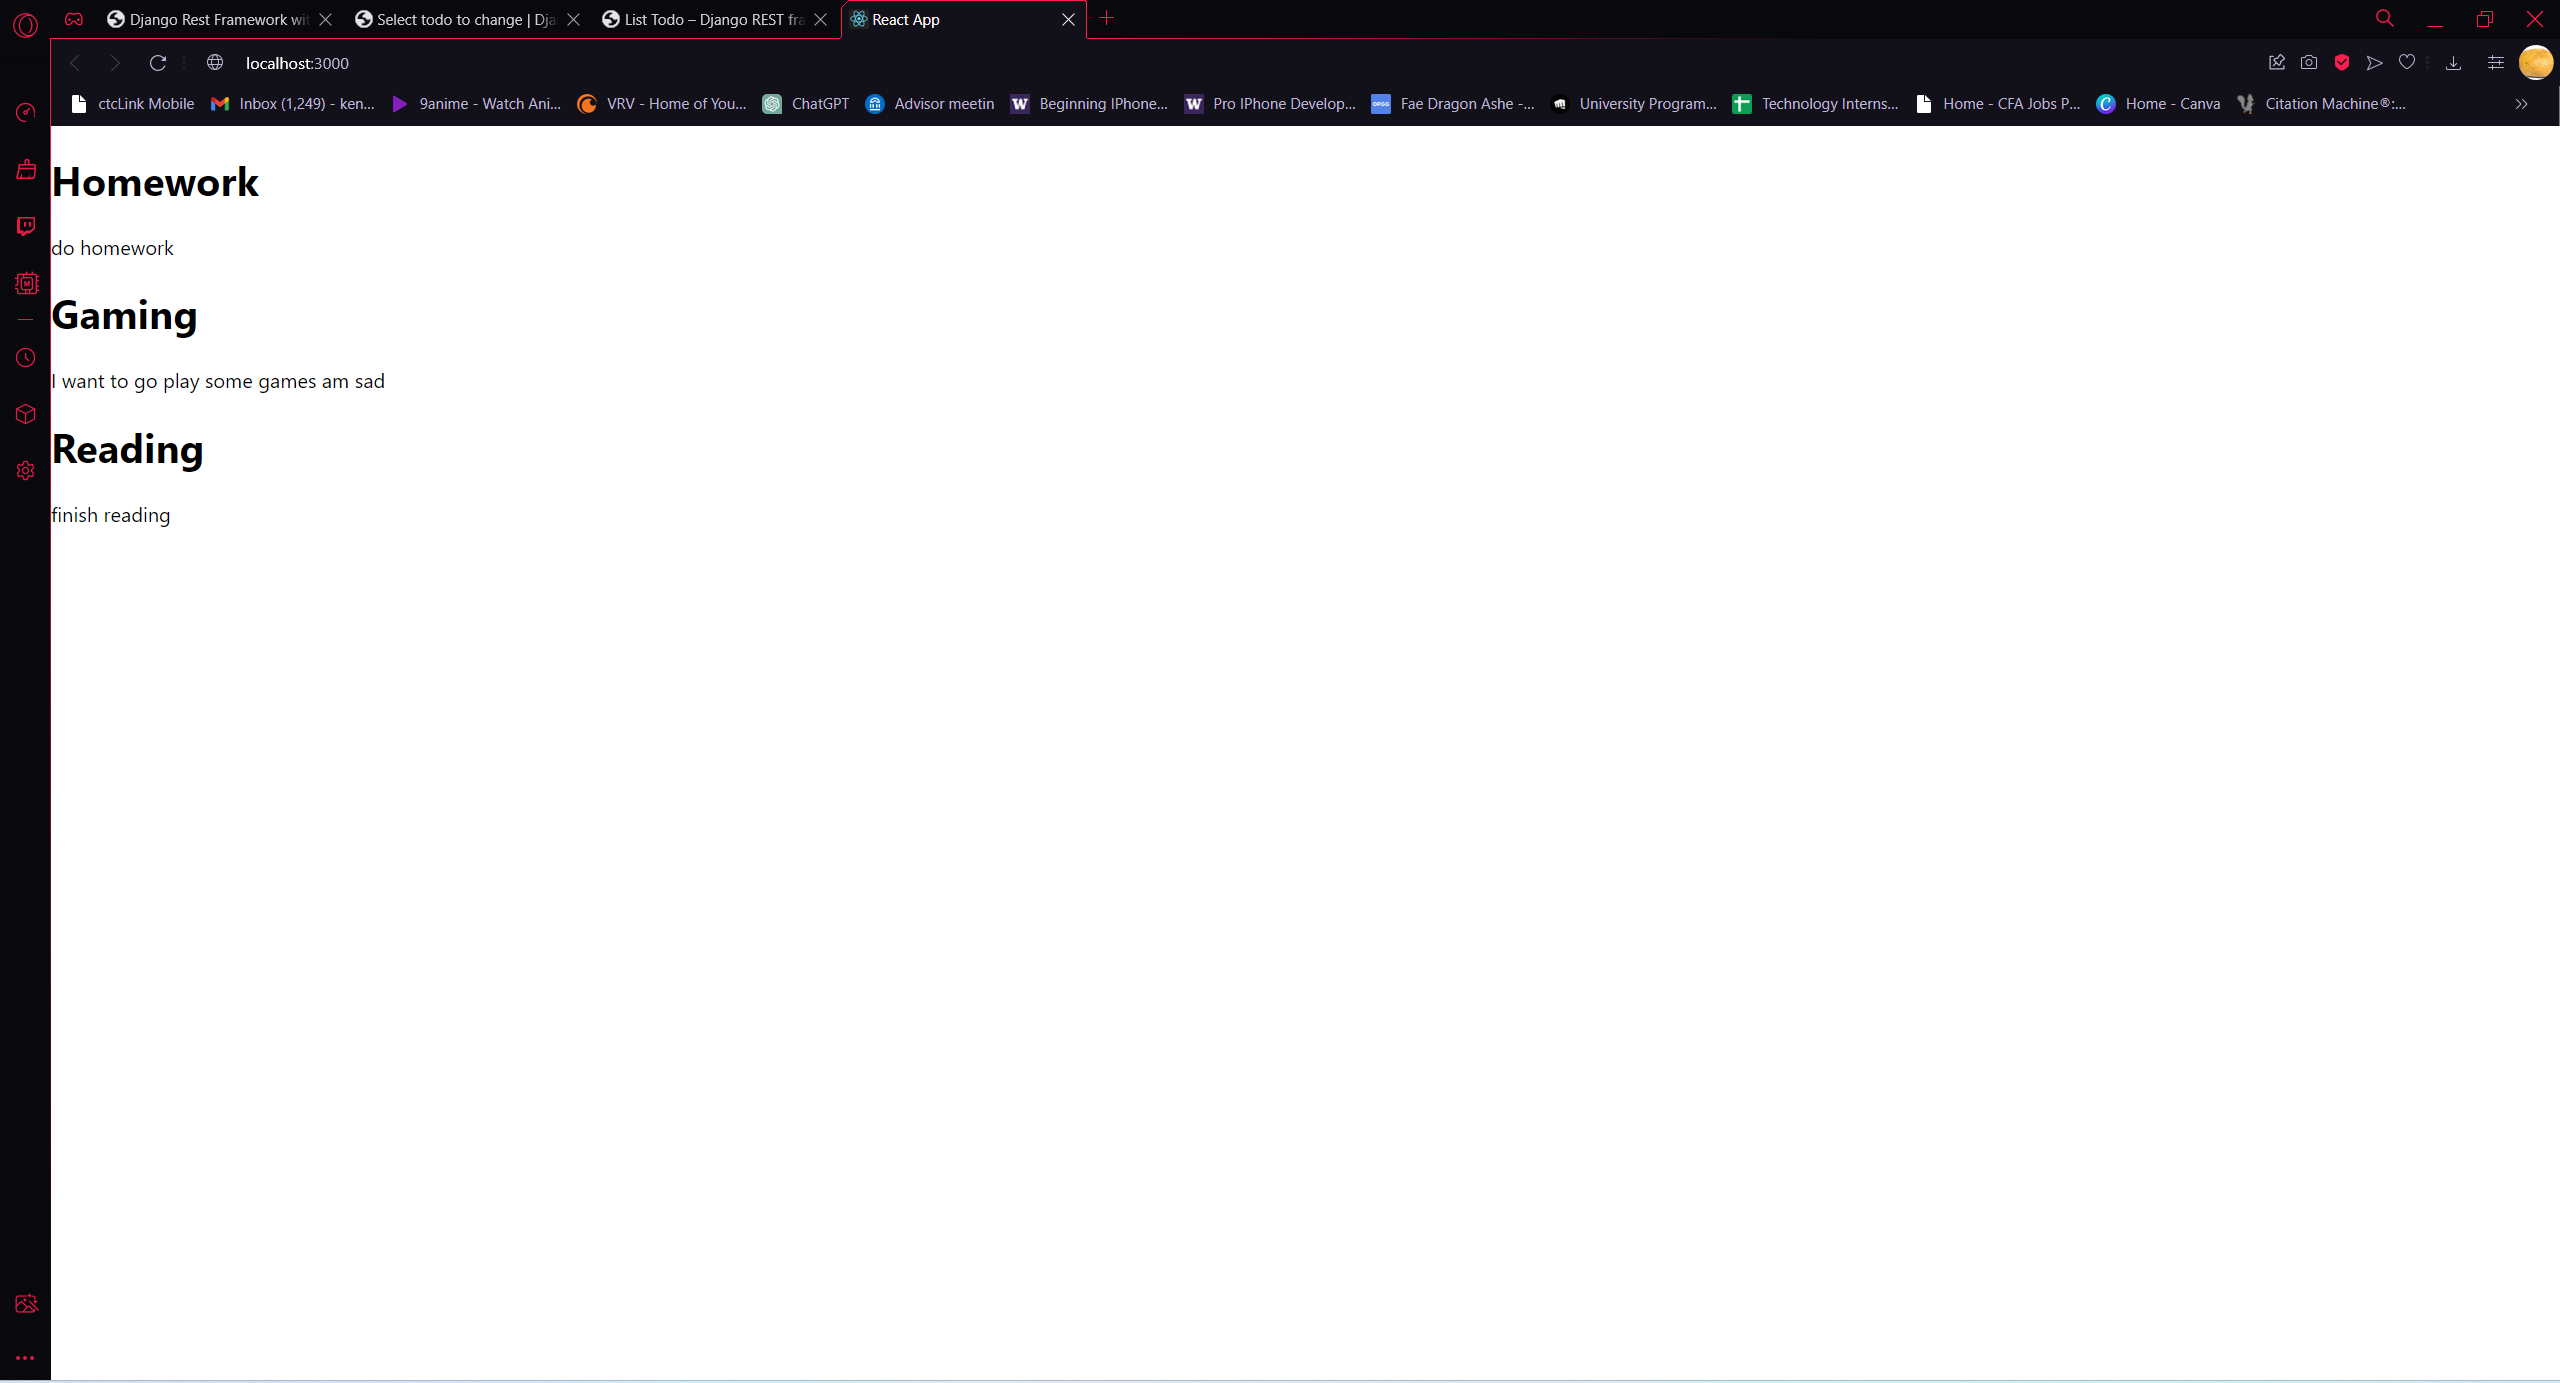 Django Rest Framework wi
Select todo to change | Dja
List Todo – Django REST fra
React App
localhost:3000
ctcLink Mobile
Inbox (1,249) - ken...
9anime - Watch Ani...
VRV - Home of You...
ChatGPT
Advisor meetin
W Beginning IPhone...
W Pro IPhone Develop...
Fae Dragon Ashe -...
University Program...
Technology Interns...
Home - CFA Jobs P...
Home - Canva
Citation Machine®:...
Homework
do homework
Gaming
I want to go play some games am sad
Reading
finish reading